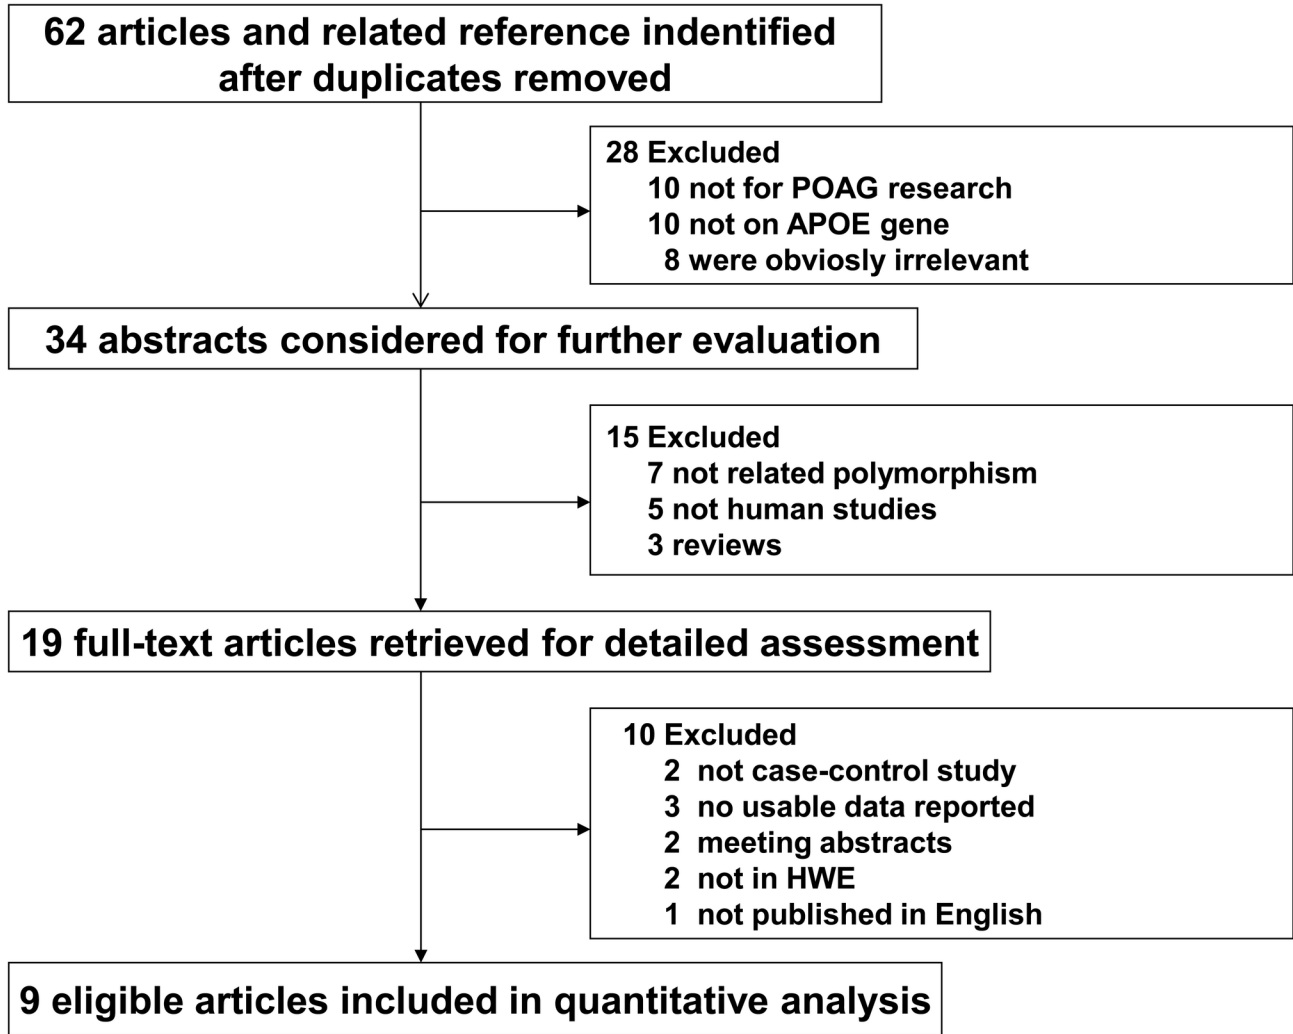 62 articles and related reference indentified
after duplicates removed
28 Excluded
10 not for POAG research
10 not on APOE gene
8 were obviosly irrelevant
34 abstracts considered for further evaluation
15 Excluded
7 not related polymorphism
5 not human studies
3 reviews
19 full-text articles retrieved for detailed assessment
10 Excluded
2 not case-control study
3 no usable data reported
2 meeting abstracts
2 not in HWE
1 not published in English
9 eligible articles included in quantitative analysis